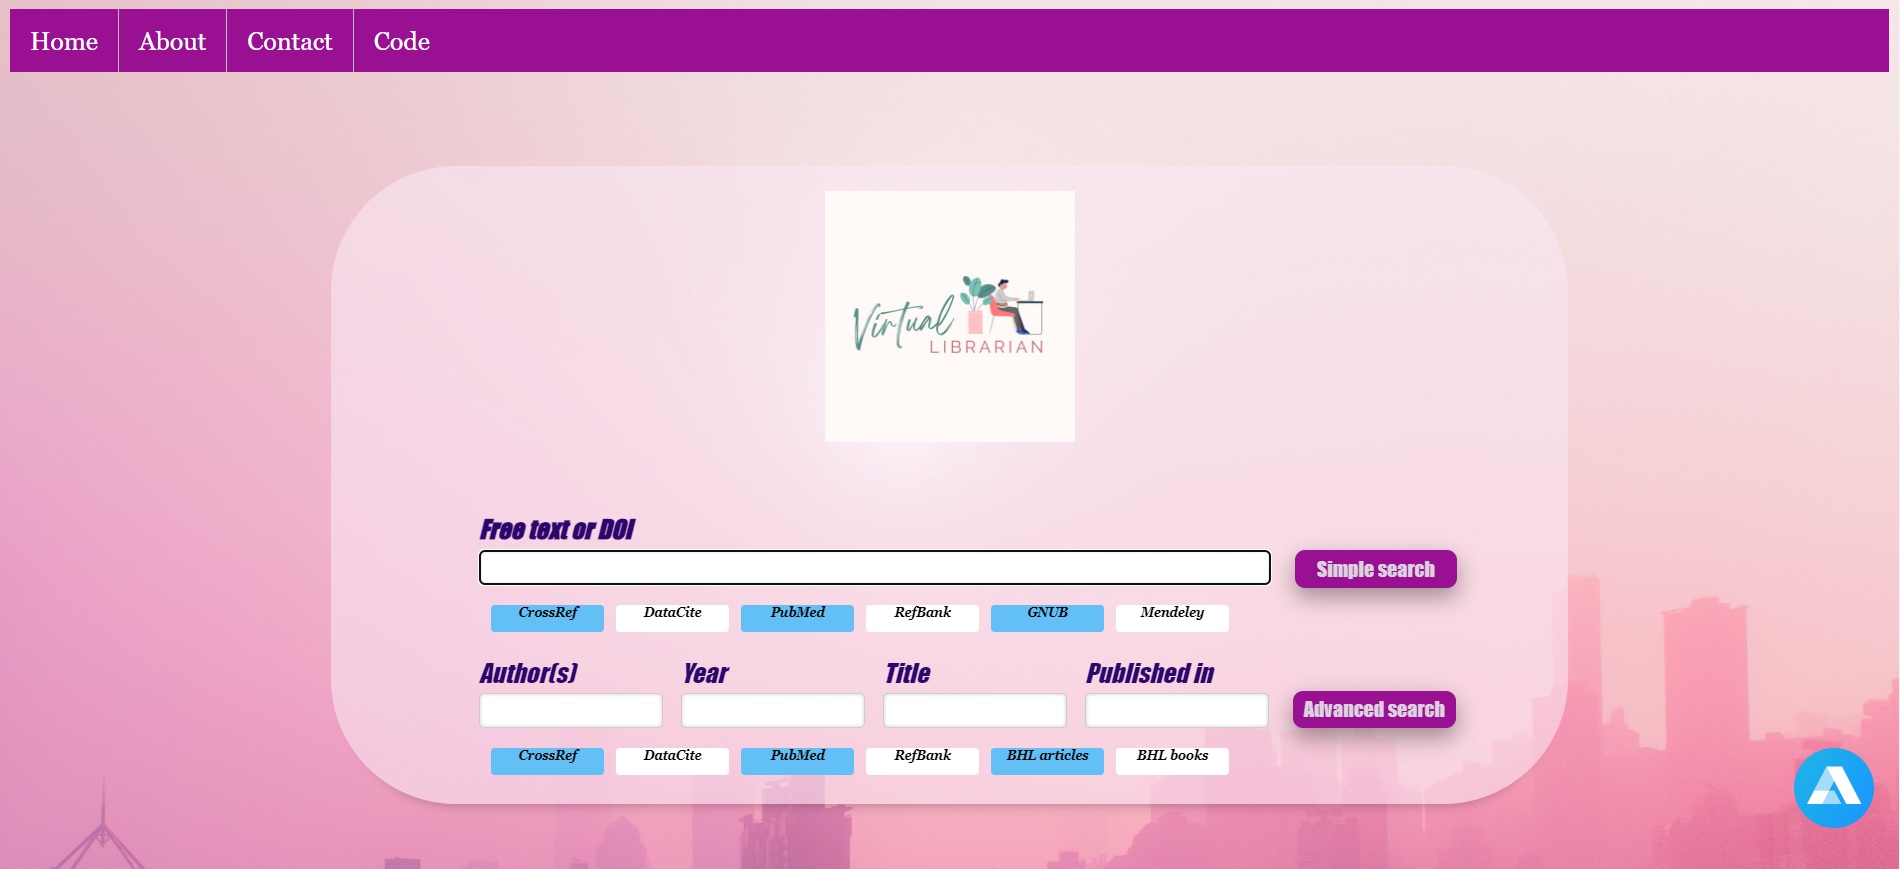 Home About Contact Code
Virtual
LIBRARIAN
Free text or DOI
Simple search
CrossRef DataCite PubMed RefBank GNUB Mendeley
Author(s) Year Title Published in
Advanced search
CrossRef DataCite PubMed RefBank BHL articles BHL books